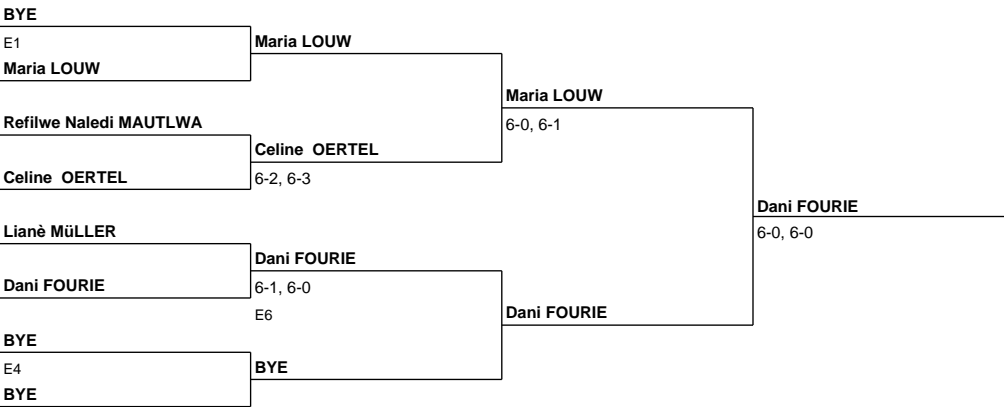 BYE
E1
Maria LOUW
Maria LOUW
Maria LOUW
6-0, 6-1
Refilwe Naledi MAUTLWA
Celine OERTEL
Celine OERTEL
6-2, 6-3
Dani FOURIE
6-0, 6-0
Lianè MüLLER
Dani FOURIE
Dani FOURIE
6-1, 6-0
E6
Dani FOURIE
BYE
E4
BYE
BYE